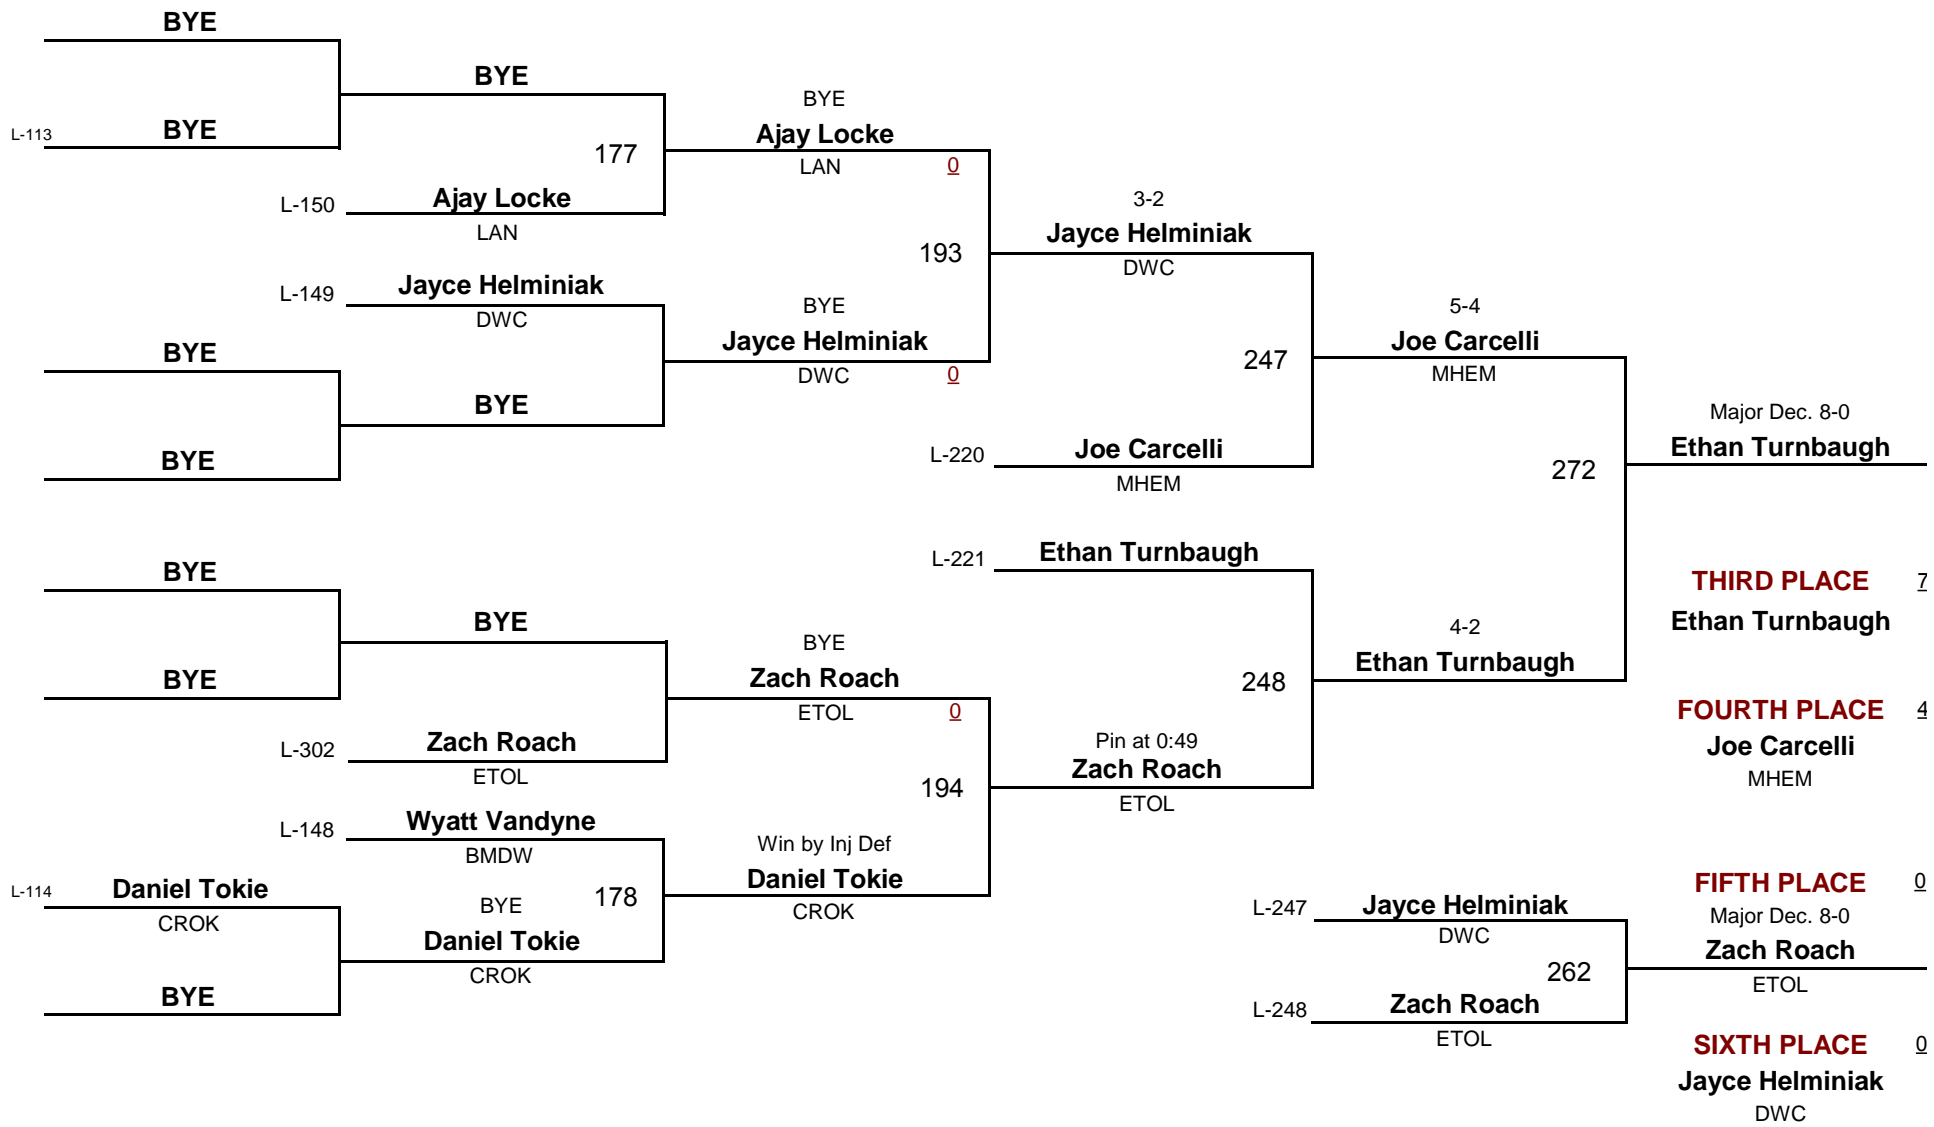 BYE
BYE
BYE
L-113 BYE
Ajay Locke
177
LAN 0
L-150 Ajay Locke
LAN
3-2
Jayce Helminiak
193
DWC
L-149 Jayce Helminiak
DWC
BYE
5-4
Jayce Helminiak
Joe Carcelli
BYE
247
DWC 0
MHEM
BYE
Major Dec. 8-0
L-220 Joe Carcelli
Ethan Turnbaugh
BYE
272
MHEM
L-221 Ethan Turnbaugh
BYE
THIRD PLACE 7
BYE
Ethan Turnbaugh
4-2
BYE
Ethan Turnbaugh
BYE
Zach Roach
248
ETOL 0
FOURTH PLACE 4
L-302 Zach Roach
Pin at 0:49
Joe Carcelli
Zach Roach
ETOL
MHEM
194
ETOL
L-148 Wyatt Vandyne
BMDW
Win by Inj Def
L-114 Daniel Tokie
Daniel Tokie
FIFTH PLACE 0
178
BYE
CROK
L-247 Jayce Helminiak
Major Dec. 8-0
CROK
DWC
Daniel Tokie
Zach Roach
CROK
262
ETOL
BYE
L-248 Zach Roach
ETOL
SIXTH PLACE 0
Jayce Helminiak
DWC